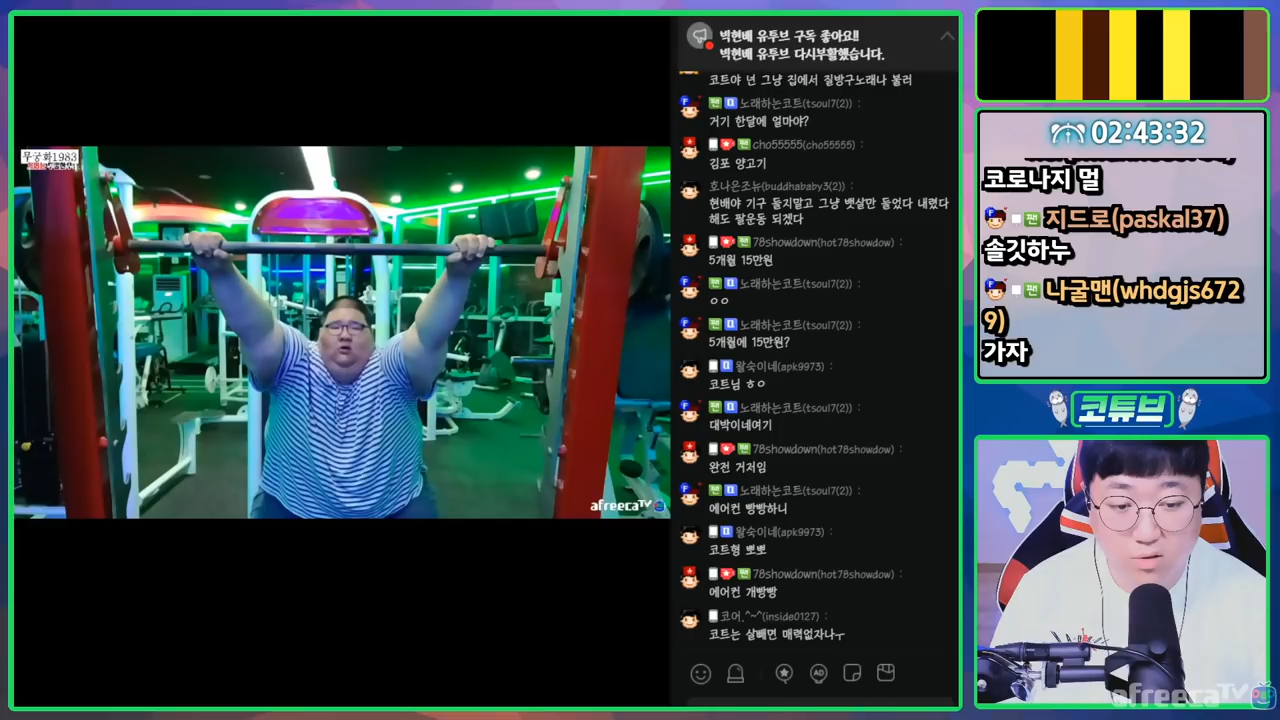 벽현배 유투브 구독 좋아요!!
벽현배 유투브 다시부활했습니다.
코트야 넌 그냥 집에서 질방구노래나 불러
노래하는코트(tsoul7(2)) :
거기 한달에 얼마야?
cho55555(cho55555) :
김포 양고기
호나은조뉴(buddhababy3(2)) :
현배야 기구 들지말고 그냥 뱃살만 들었다 내렸다
해도 팔운동 되겠다
78showdown(hot78showdow) :
5개월 15만원
노래하는코트(tsoul7(2)) :
ㅇㅇ
노래하는코트(tsoul7(2)) :
5개월에 15만원?
왈숙이네(apk9973) :
코트님 ㅎㅇ
노래하는코트(tsoul7(2)) :
대박이네여기
78showdown(hot78showdow) :
완전 거저임
노래하는코트(tsoul7(2)) :
에어컨 빵빵하니
왈숙이네(apk9973) :
코트형 뽀뽀
78showdown(hot78showdow) :
에어컨 개빵빵
코어.^~^(inside0127) :
코트는 살빼면 매력없자나ㅜ
AD
무궁화1983
afreecaTV
02:43:32
코로나지 멀
팬 지드로(paskal37)
솔깃하누
팬 나굴맨(whdgjs672
9)
가자
코튜브
afreecaTV